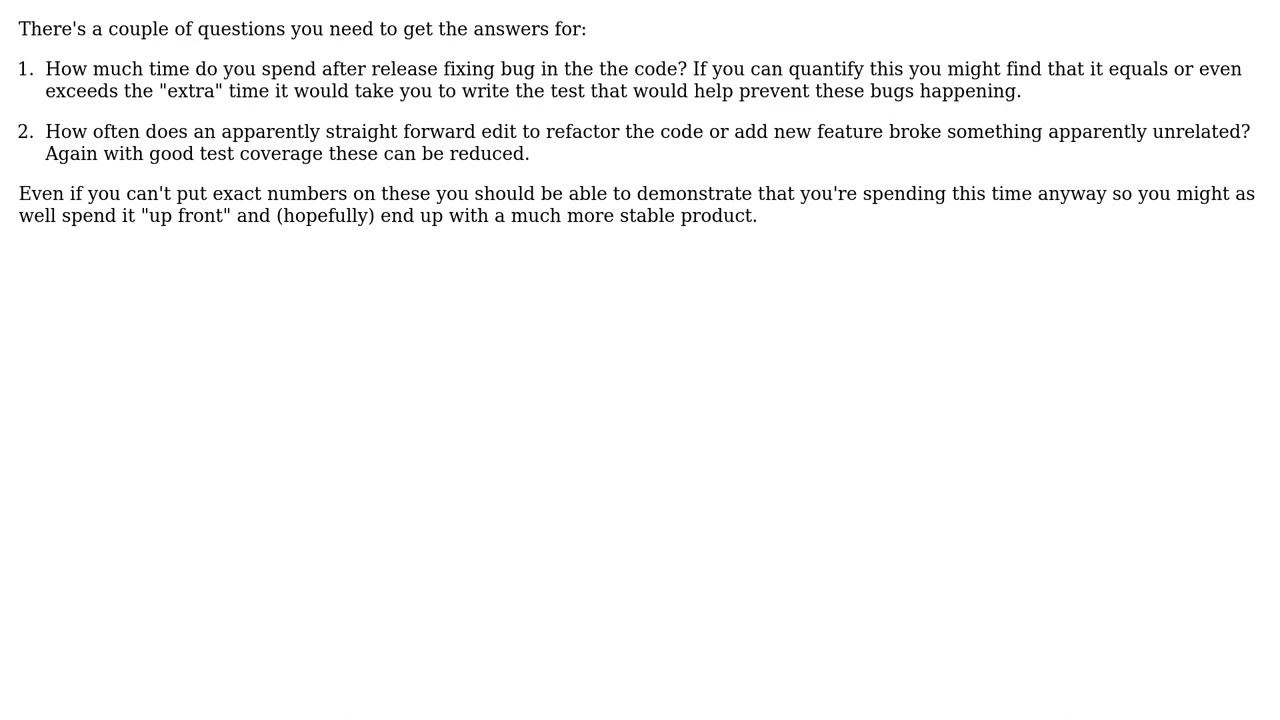 There's a couple of questions you need to get the answers for:
1. How much time do you spend after release fixing bug in the the code? If you can quantify this you might find that it equals or even
exceeds the "extra" time it would take you to write the test that would help prevent these bugs happening.
2. How often does an apparently straight forward edit to refactor the code or add new feature broke something apparently unrelated?
Again with good test coverage these can be reduced.
Even if you can't put exact numbers on these you should be able to demonstrate that you're spending this time anyway so you might as
well spend it "up front" and (hopefully) end up with a much more stable product.